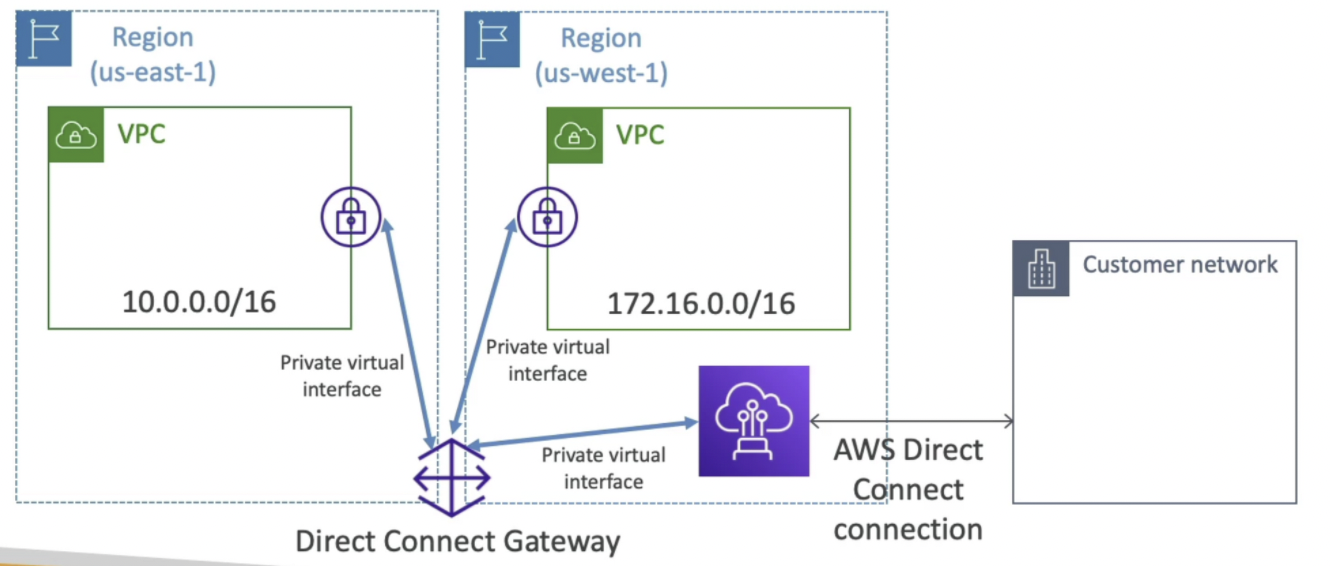 Region
(us-east-1)
Region
(us-west-1)
VPC
VPC
Customer network
10.0.0.0/16
172.16.0.0/16
Private virtual
interface
Private virtual
interface
Private virtual
interface
AWS Direct
Connect
connection
Direct Connect Gateway